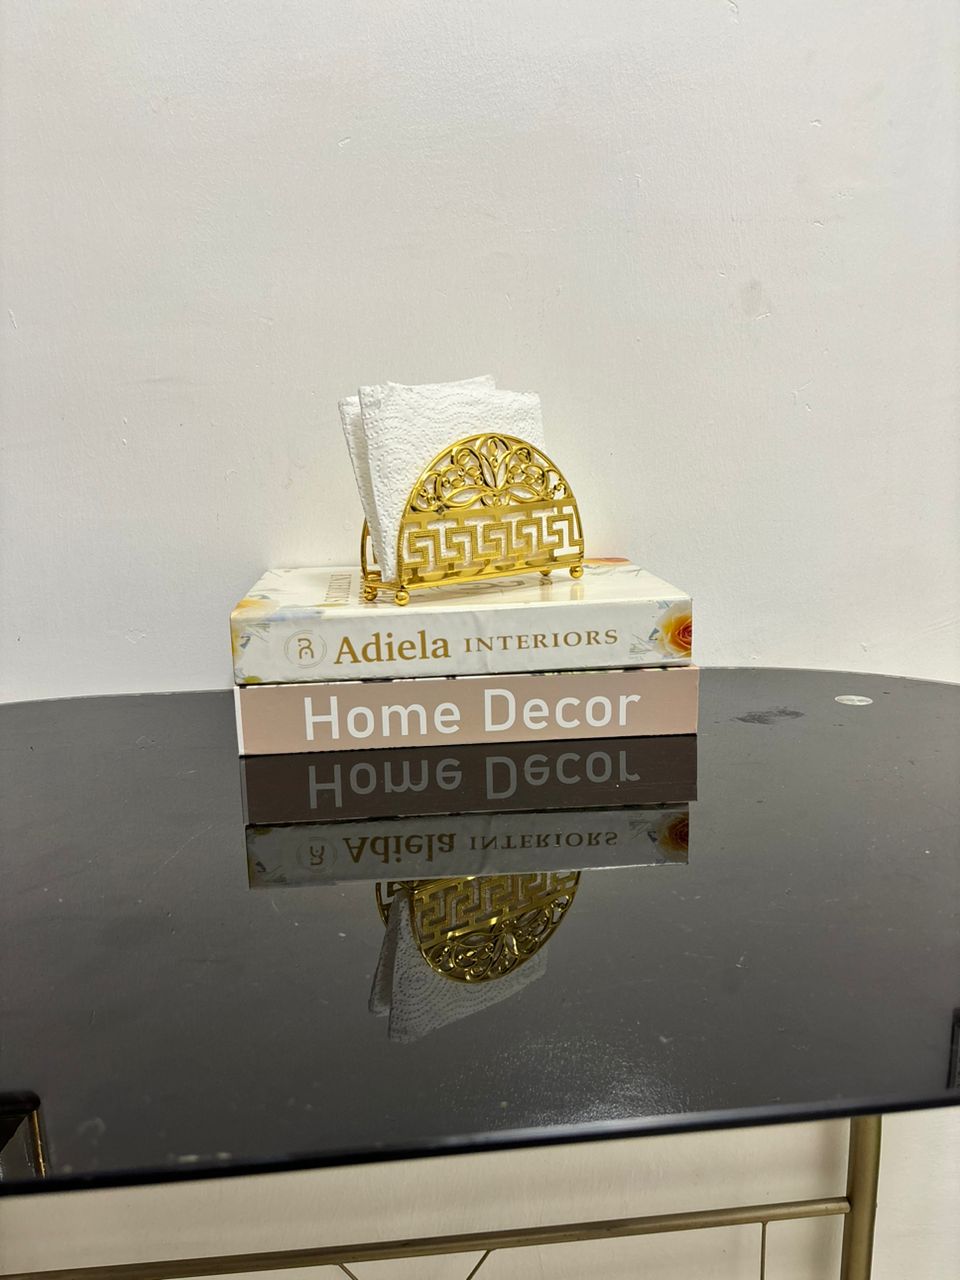 Adiela INTERIORS
Home Decor